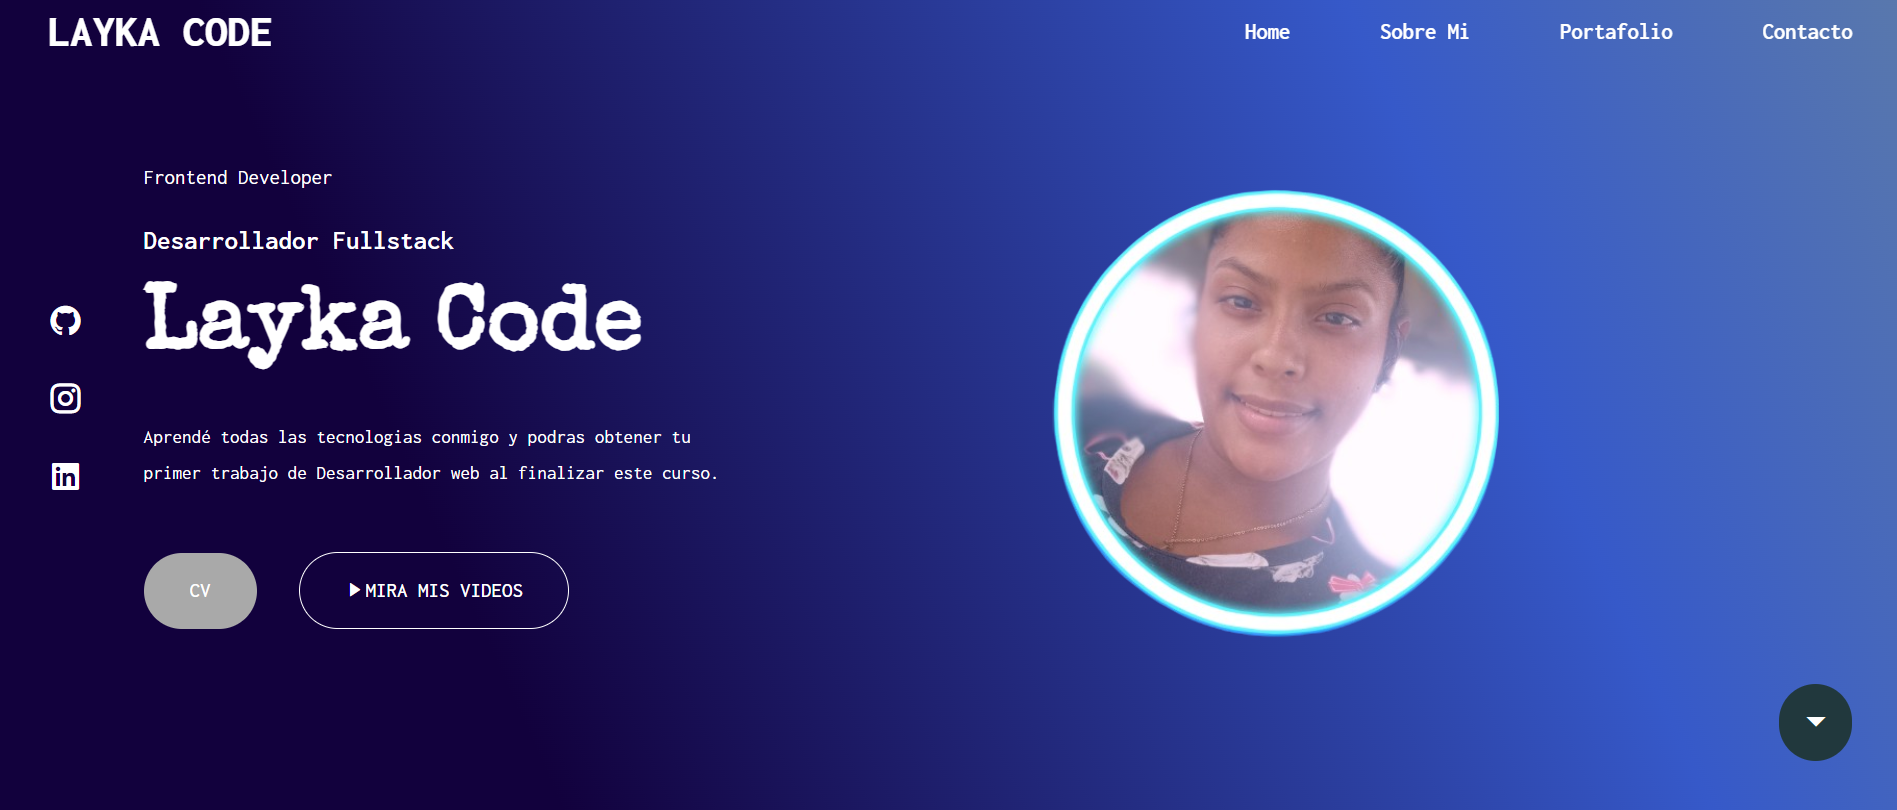 LAYKA CODE
Home
Sobre Mi
Portafolio
Contacto
Frontend Developer
Desarrollador Fullstack
Layka Code
Aprendé todas las tecnologias conmigo y podras obtener tu
primer trabajo de Desarrollador web al finalizar este curso.
CV
MIRA MIS VIDEOS